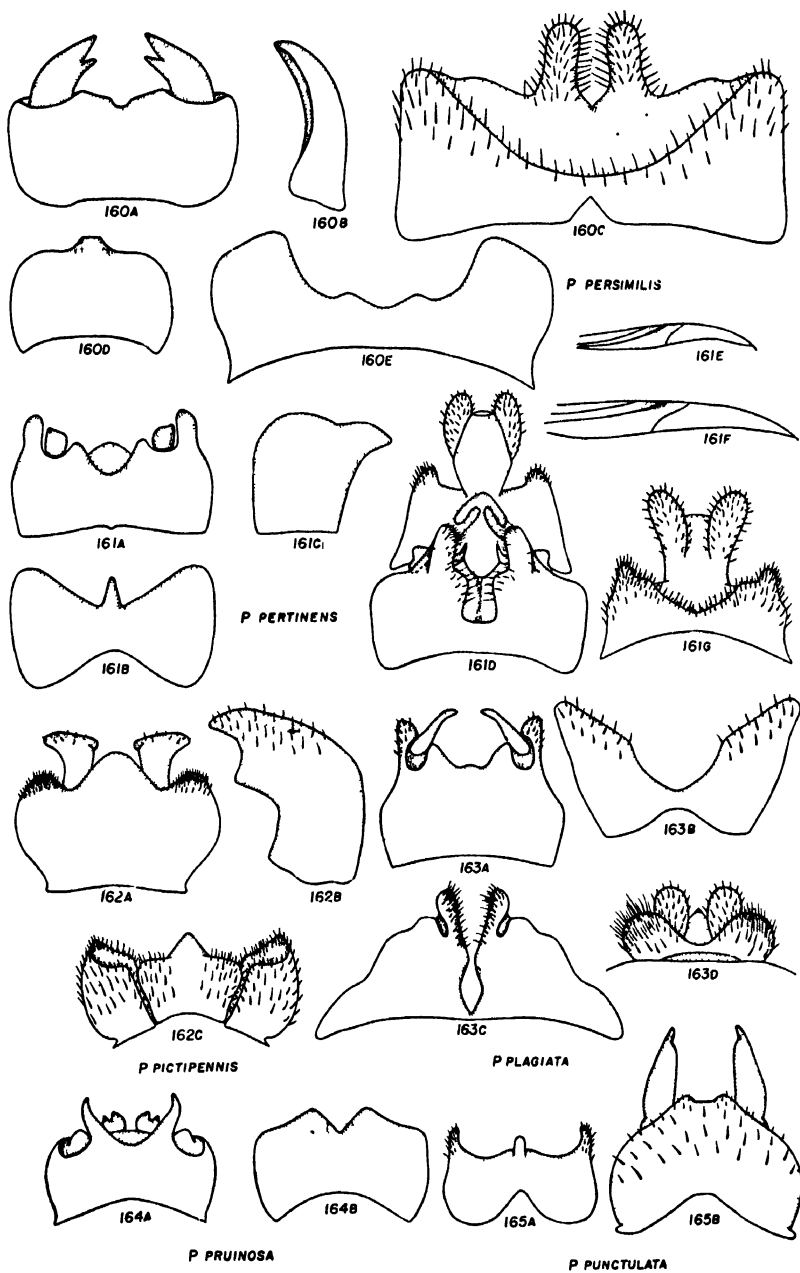 160A
160B
160C
160D
160E
P PERSIMILIS
161E
161F
161A
161C
161B
P PERTINENS
161D
161G
162A
162B
163A
163B
162C
163C
163D
P PICTIPENNIS
P PLAGIATA
164A
164B
165A
165B
P PRUINOSA
P PUNCTULATA